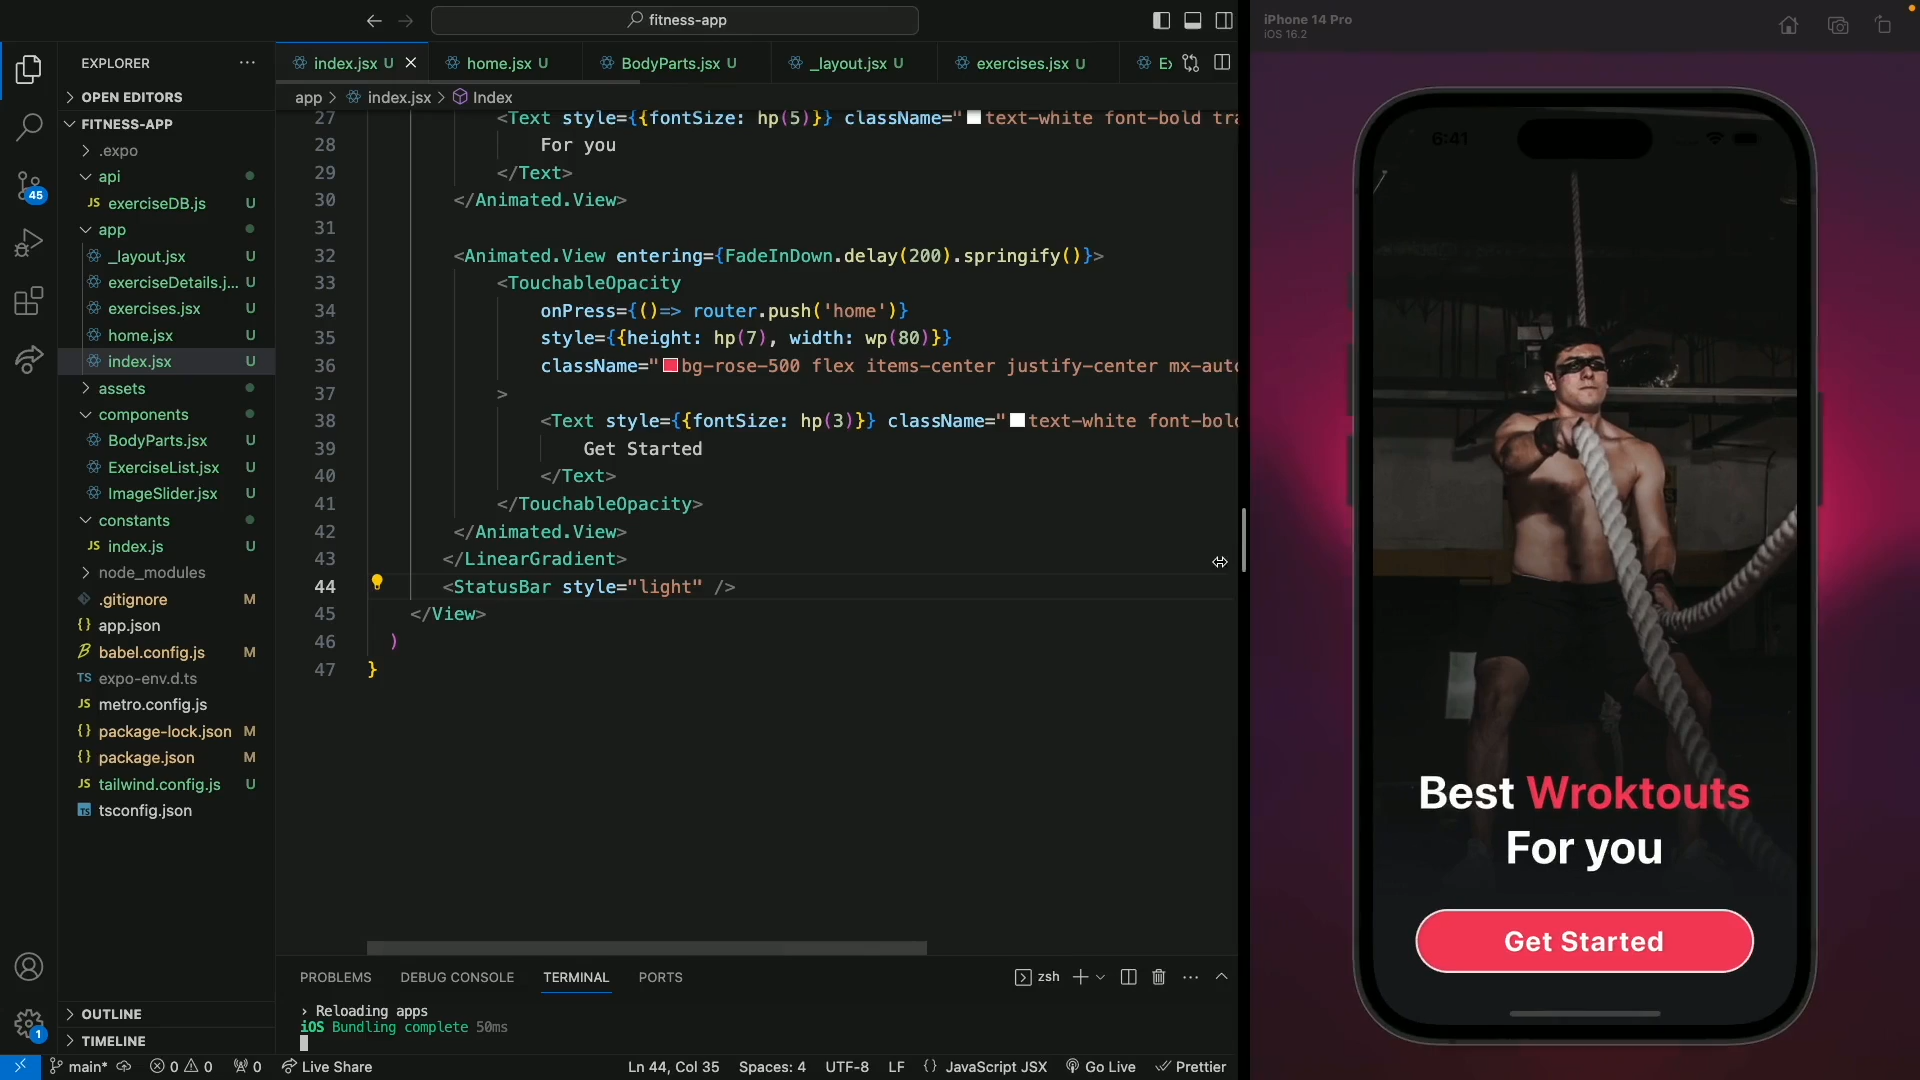 fitness-app
EXPLORER
OPEN EDITORS
FITNESS-APP
.expo
api
JS exerciseDB.js U
app
_layout.jsx U
exerciseDetails.j... U
exercises.jsx U
home.jsx U
index.jsx U
assets
components
BodyParts.jsx U
ExerciseList.jsx U
ImageSlider.jsx U
constants
JS index.js U
node_modules
.gitignore M
{} app.json
babel.config.js M
TS expo-env.d.ts
JS metro.config.js
{} package-lock.json M
{} package.json M
JS tailwind.config.js U
tsconfig.json
OUTLINE
TIMELINE
45
1
index.jsx U
home.jsx U
BodyParts.jsx U
_layout.jsx U
exercises.jsx U
app > index.jsx > Index
27 <Text style={{fontSize: hp(5)}} className="text-white font-bold tra
28 For you
29 </Text>
30 </Animated.View>
31
32 <Animated.View entering={FadeInDown.delay(200).springify()}>
33 <TouchableOpacity
34 onPress={()=> router.push('home')}
35 style={{height: hp(7), width: wp(80)}}
36 className="bg-rose-500 flex items-center justify-center mx-auto
37 >
38 <Text style={{fontSize: hp(3)}} className="text-white font-bold
39 Get Started
40 </Text>
41 </TouchableOpacity>
42 </Animated.View>
43 </LinearGradient>
44 <StatusBar style="light" />
45 </View>
46 )
47 }
PROBLEMS DEBUG CONSOLE TERMINAL PORTS
zsh
› Reloading apps
iOS Bundling complete 50ms
main* 0 0 0 Live Share
Ln 44, Col 35 Spaces: 4 UTF-8 LF {} JavaScript JSX Go Live Prettier
iPhone 14 Pro
iOS 16.2
6:41
Best Wroktouts
For you
Get Started